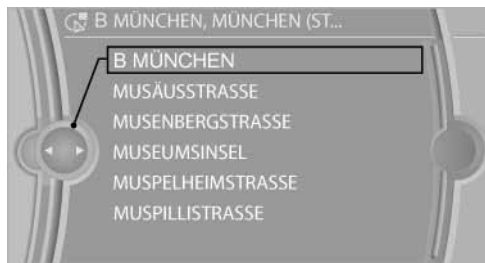 B MÜNCHEN, MÜNCHEN (ST...
B MÜNCHEN
MUSÄUSSTRASSE
MUSENBERGSTRASSE
MUSEUMSINSEL
MUSPELHEIMSTRASSE
MUSPILLISTRASSE